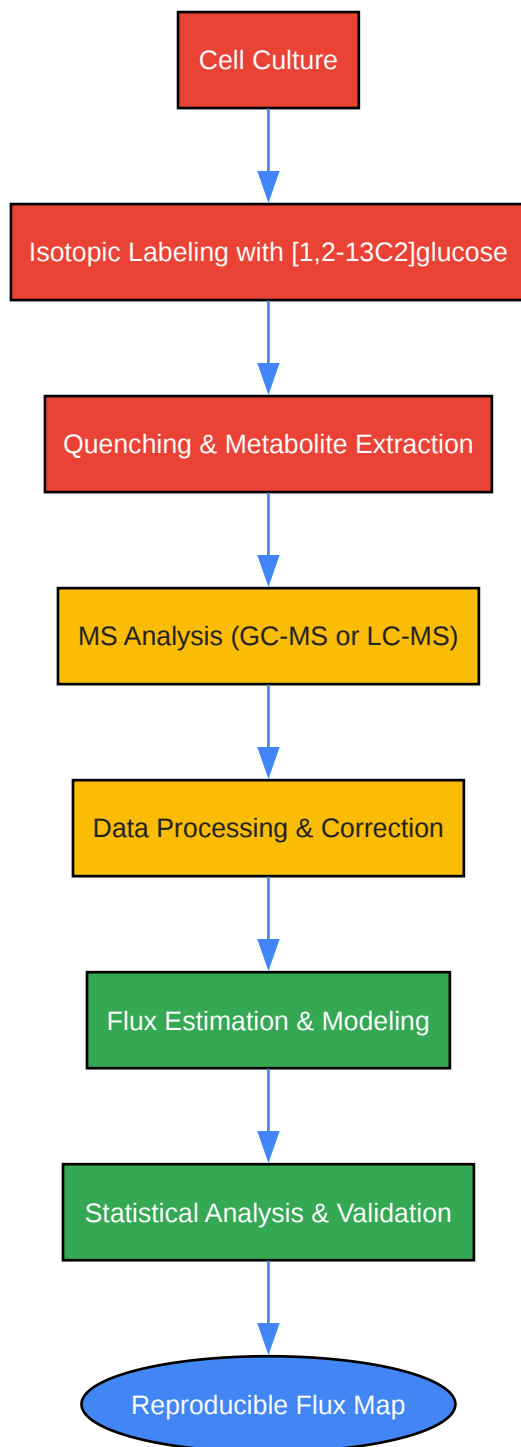 Cell Culture
Isotopic Labeling with [1,2-13C2]glucose
Quenching & Metabolite Extraction
MS Analysis (GC-MS or LC-MS)
Data Processing & Correction
Flux Estimation & Modeling
Statistical Analysis & Validation
Reproducible Flux Map